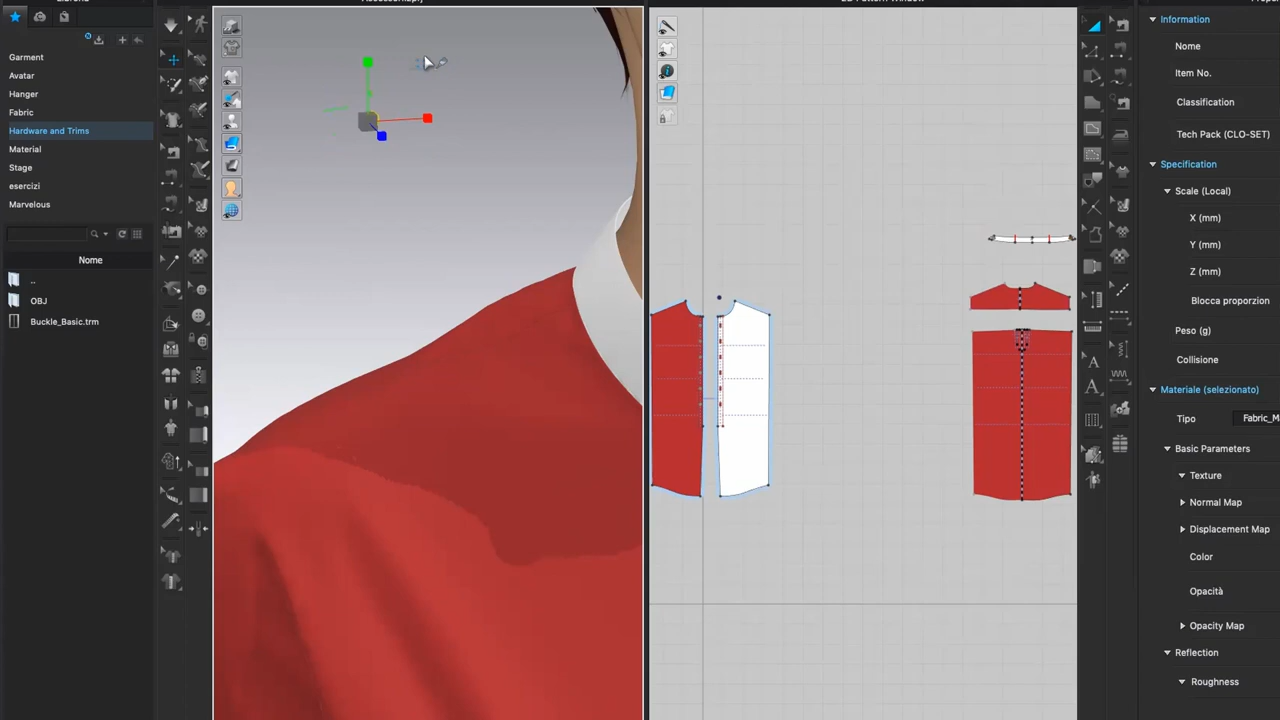 Garment
Avatar
Hanger
Fabric
Hardware and Trims
Material
Stage
esercizi
Marvelous
Nome
..
OBJ
Buckle_Basic.trm
Information
Nome
Item No.
Classification
Tech Pack (CLO-SET)
Specification
Scale (Local)
X (mm)
Y (mm)
Z (mm)
Blocca proporzion
Peso (g)
Collisione
Materiale (selezionato)
Tipo Fabric_M
Basic Parameters
Texture
Normal Map
Displacement Map
Color
Opacità
Opacity Map
Reflection
Roughness